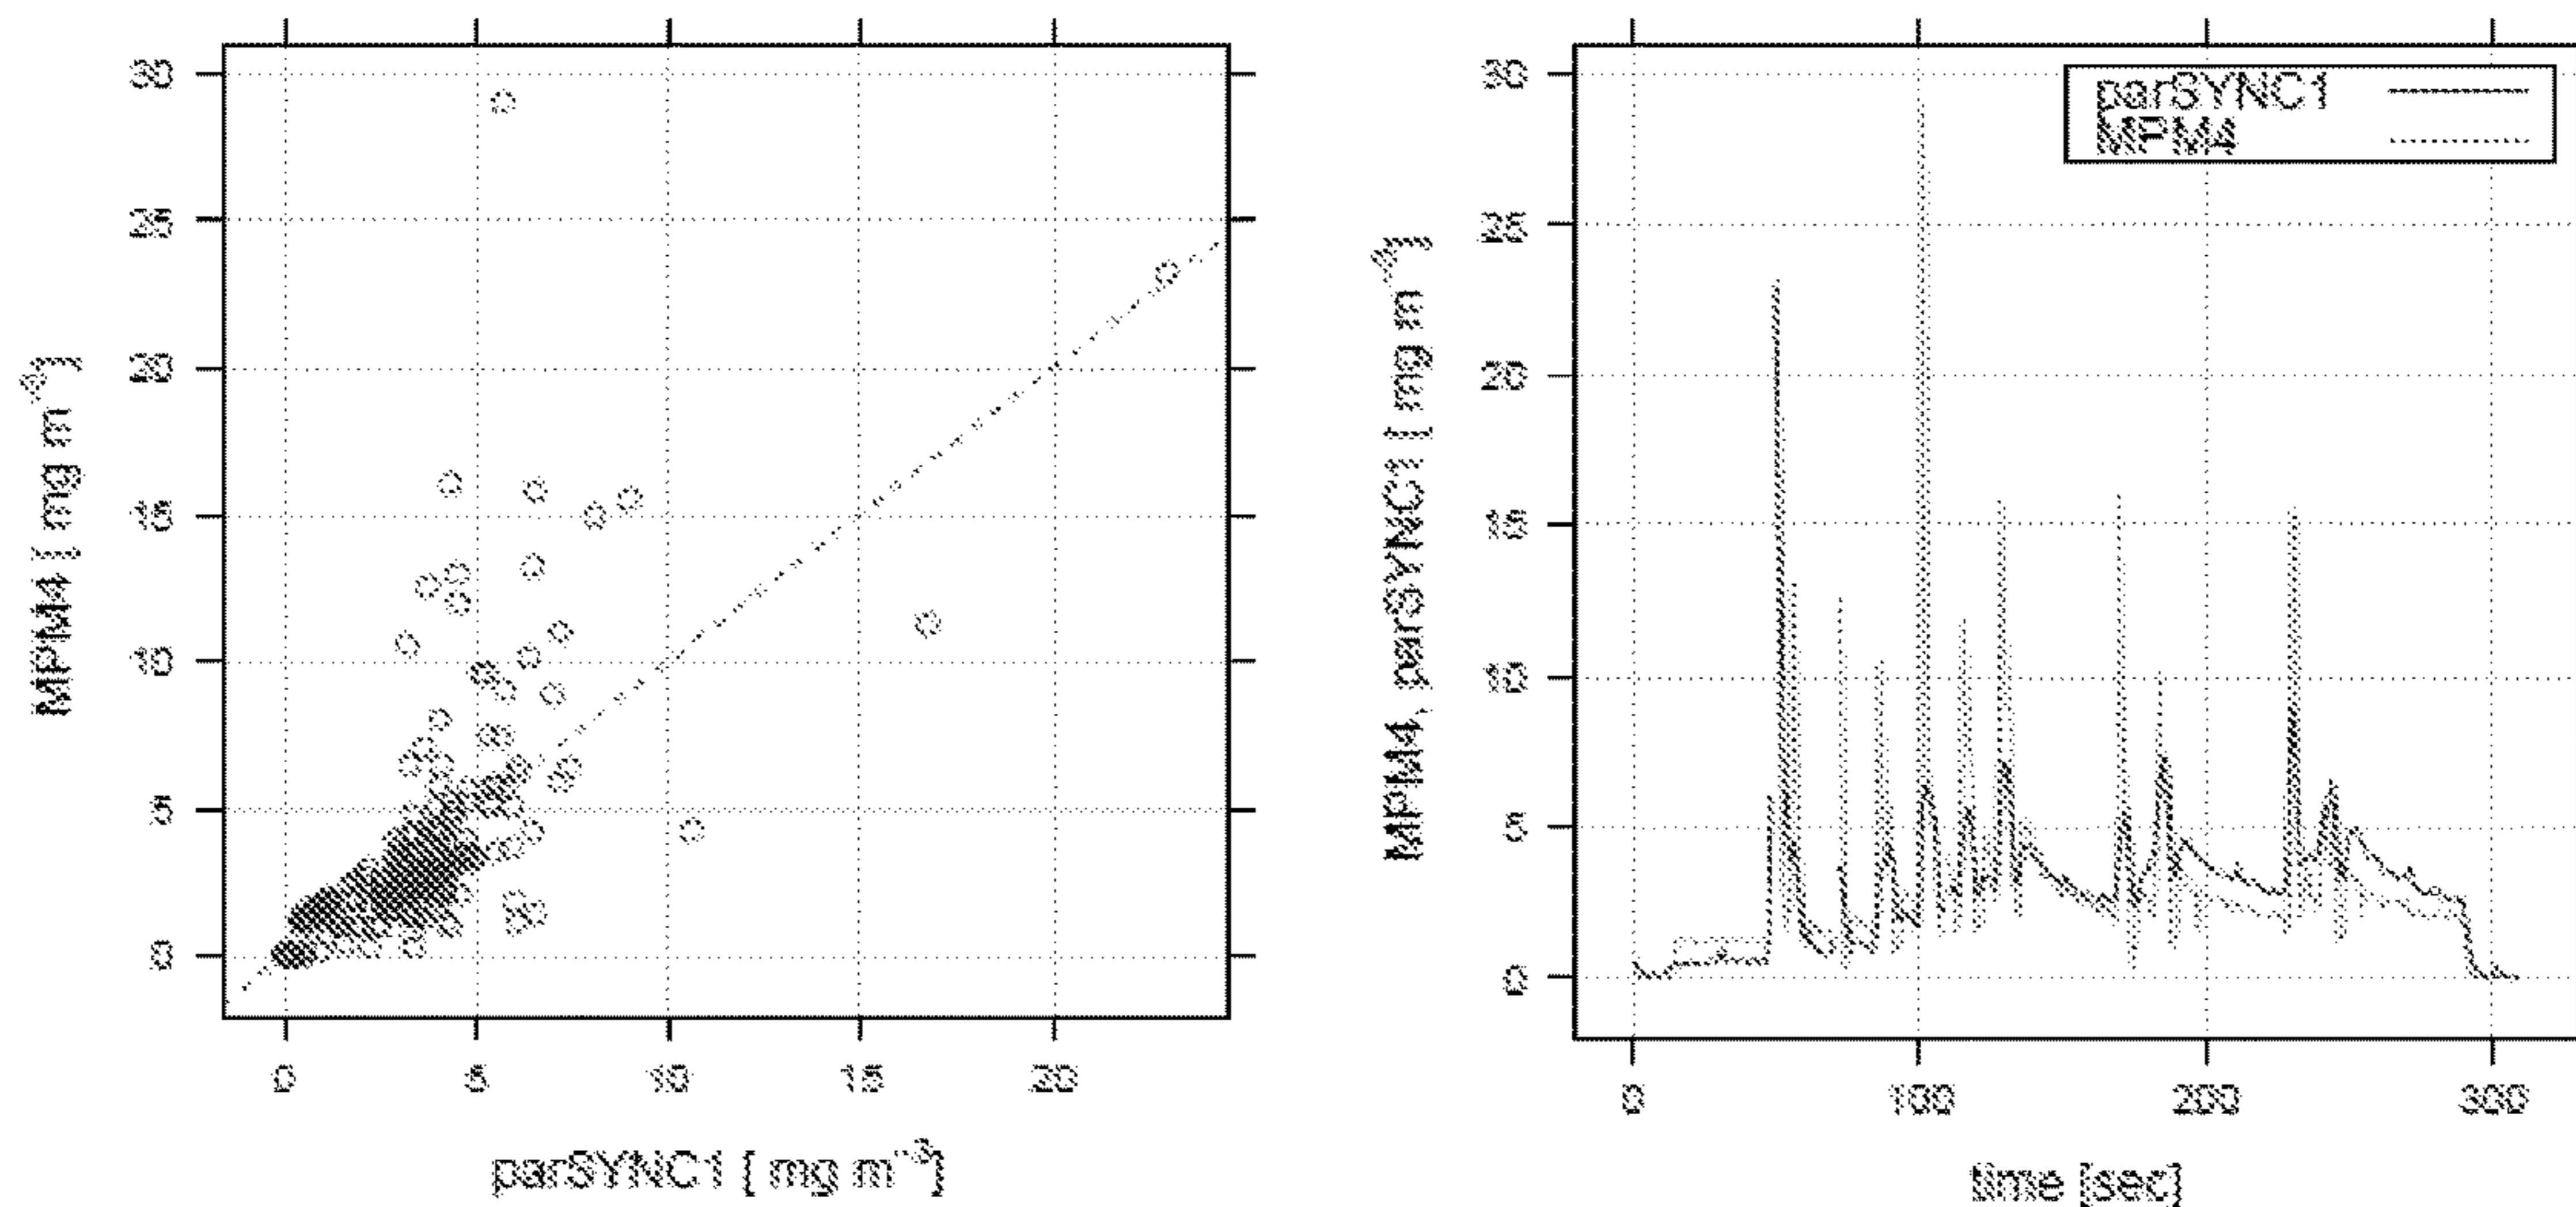 30
25
20
15
10
5
0
MPM4 [ mg m⁻³]
0 5 10 15 20
parSYNC1 [ mg m⁻³]
parSYNC1
MPM4
30
25
20
15
10
5
0
MPM4, parSYNC1 [ mg m⁻³]
0 100 200 300
time [sec]